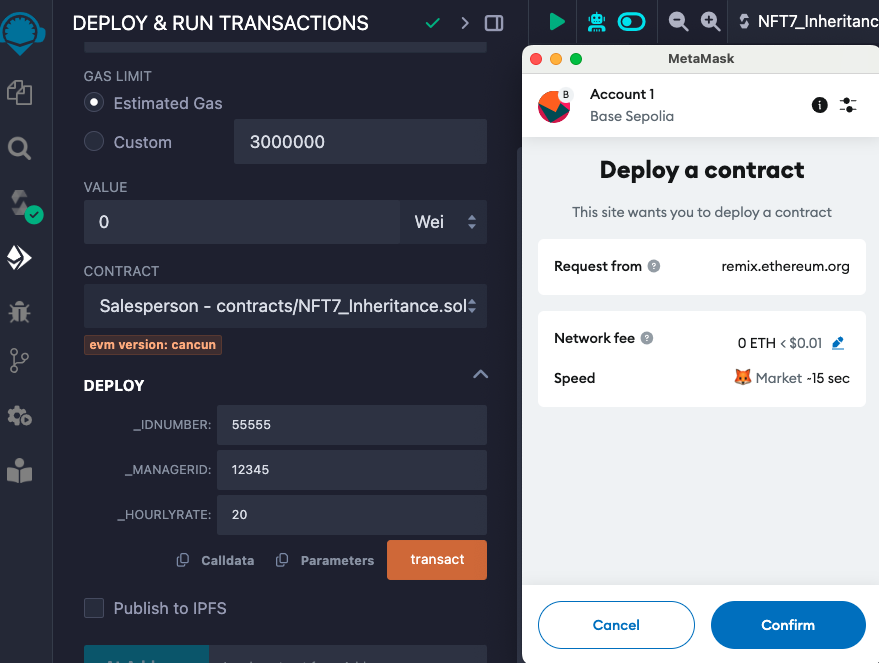 DEPLOY & RUN TRANSACTIONS
GAS LIMIT
Estimated Gas
Custom
3000000
VALUE
0
Wei
CONTRACT
Salesperson - contracts/NFT7_Inheritance.sol
evm version: cancun
DEPLOY
_IDNUMBER:
55555
_MANAGERID:
12345
_HOURLYRATE:
20
Calldata
Parameters
transact
Publish to IPFS
NFT7_Inheritanc
MetaMask
B
Account 1
Base Sepolia
Deploy a contract
This site wants you to deploy a contract
Request from ?
remix.ethereum.org
Network fee ?
0 ETH < $0.01
Speed
Market ~15 sec
Cancel
Confirm